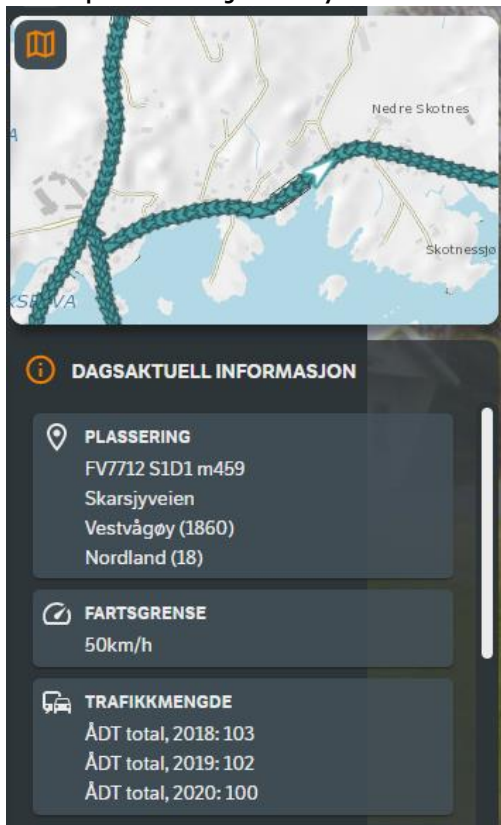 Nedre Skotnes
A
Skotnessjø
VA
DAGSAKTUELL INFORMASJON
PLASSERING
FV7712 S1D1 m459
Skarsjyveien
Vestvågøy (1860)
Nordland (18)
FARTSGRENSE
50km/h
TRAFIKKMENGDE
ÅDT total, 2018: 103
ÅDT total, 2019: 102
ÅDT total, 2020: 100